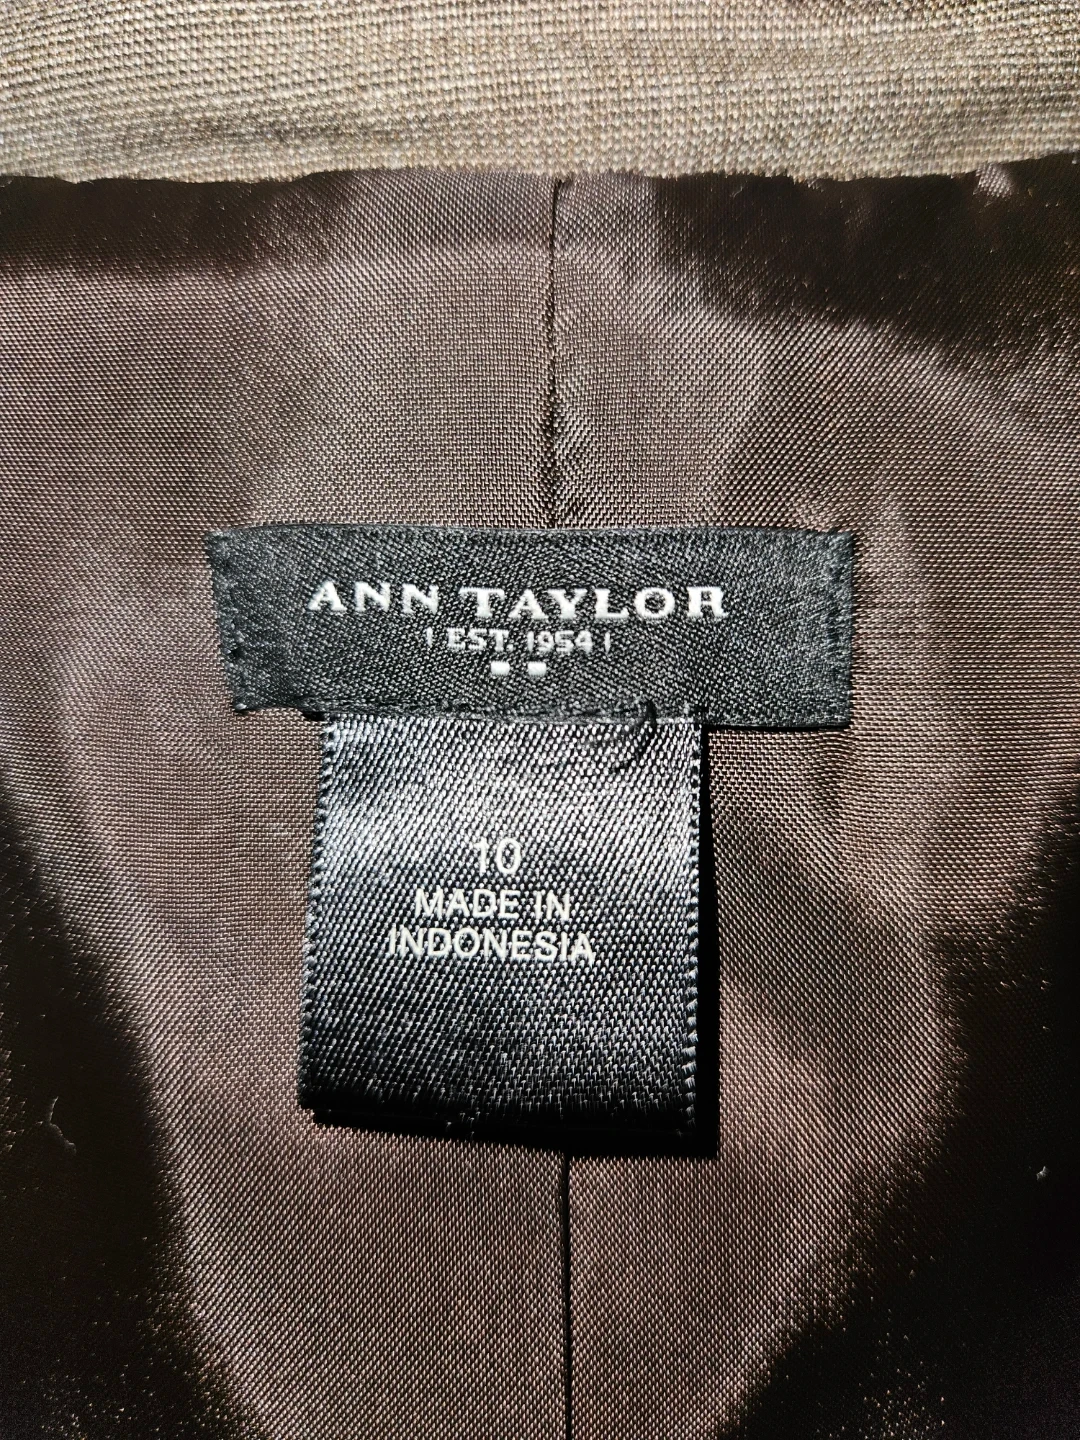 ANN TAYLOR
| EST. 1954 |
10
MADE IN
INDONESIA